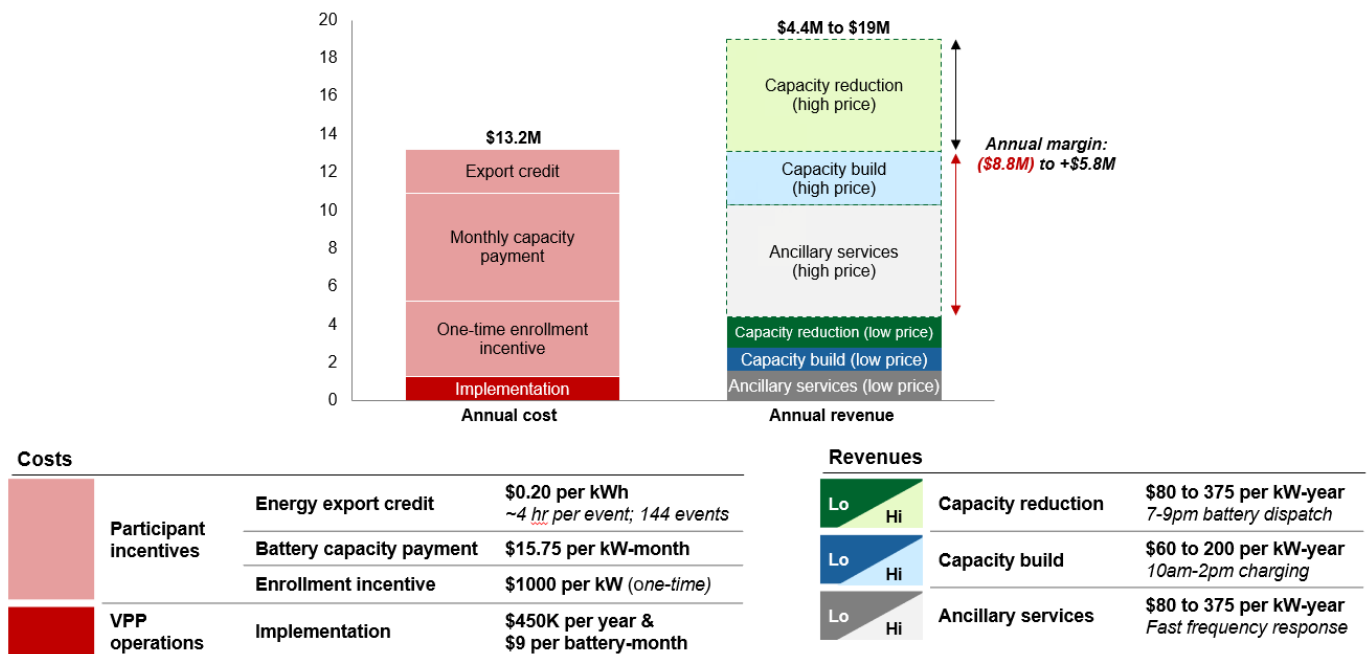 20
18
16
14
12
10
8
6
4
2
0
$13.2M
Export credit
Monthly capacity
payment
One-time enrollment
incentive
Implementation
Annual cost
$4.4M to $19M
Capacity reduction
(high price)
Capacity build
(high price)
Ancillary services
(high price)
Capacity reduction (low price)
Capacity build (low price)
Ancillary services (low price)
Annual revenue
Annual margin:
($8.8M) to +$5.8M
Costs
Participant
incentives
Energy export credit
$0.20 per kWh
~4 hr per event; 144 events
Battery capacity payment
$15.75 per kW-month
Enrollment incentive
$1000 per kW (one-time)
VPP
operations
Implementation
$450K per year &
$9 per battery-month
Revenues
Lo
Hi
Capacity reduction
$80 to 375 per kW-year
7-9pm battery dispatch
Lo
Hi
Capacity build
$60 to 200 per kW-year
10am-2pm charging
Lo
Hi
Ancillary services
$80 to 375 per kW-year
Fast frequency response